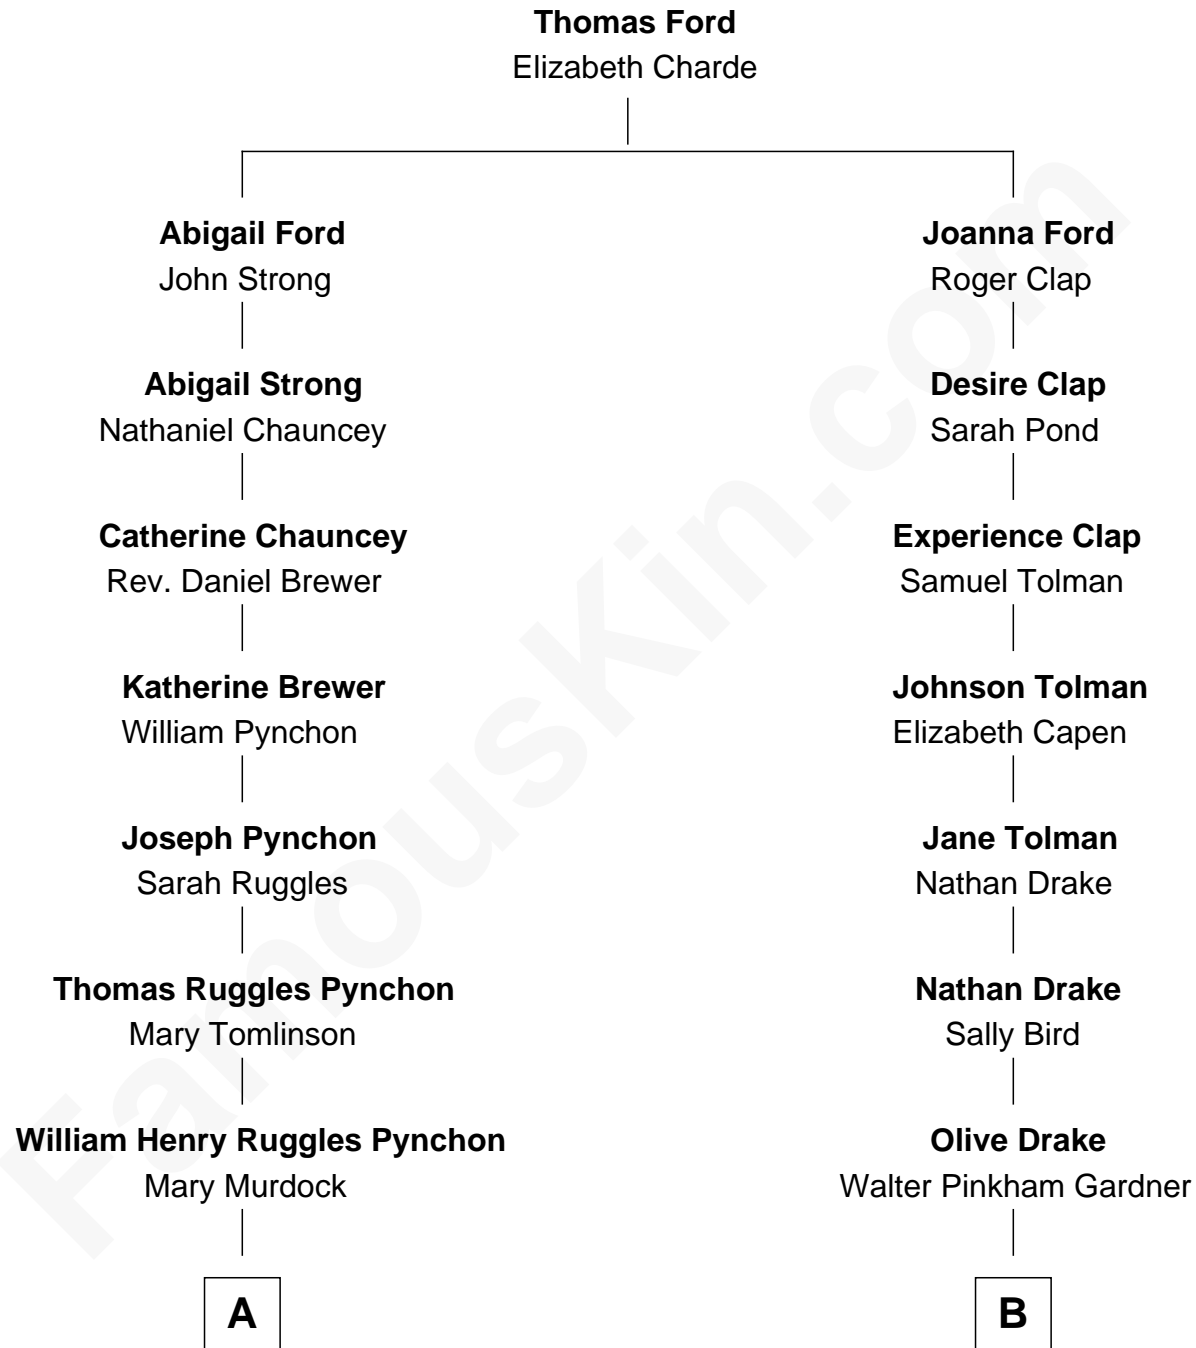 Thomas Ford
Elizabeth Charde
Abigail Ford
John Strong
Joanna Ford
Roger Clap
Abigail Strong
Nathaniel Chauncey
Desire Clap
Sarah Pond
Catherine Chauncey
Rev. Daniel Brewer
Experience Clap
Samuel Tolman
Katherine Brewer
William Pynchon
Johnson Tolman
Elizabeth Capen
Joseph Pynchon
Sarah Ruggles
Jane Tolman
Nathan Drake
Thomas Ruggles Pynchon
Mary Tomlinson
Nathan Drake
Sally Bird
William Henry Ruggles Pynchon
Mary Murdock
Olive Drake
Walter Pinkham Gardner
A
B
FamousKin.com